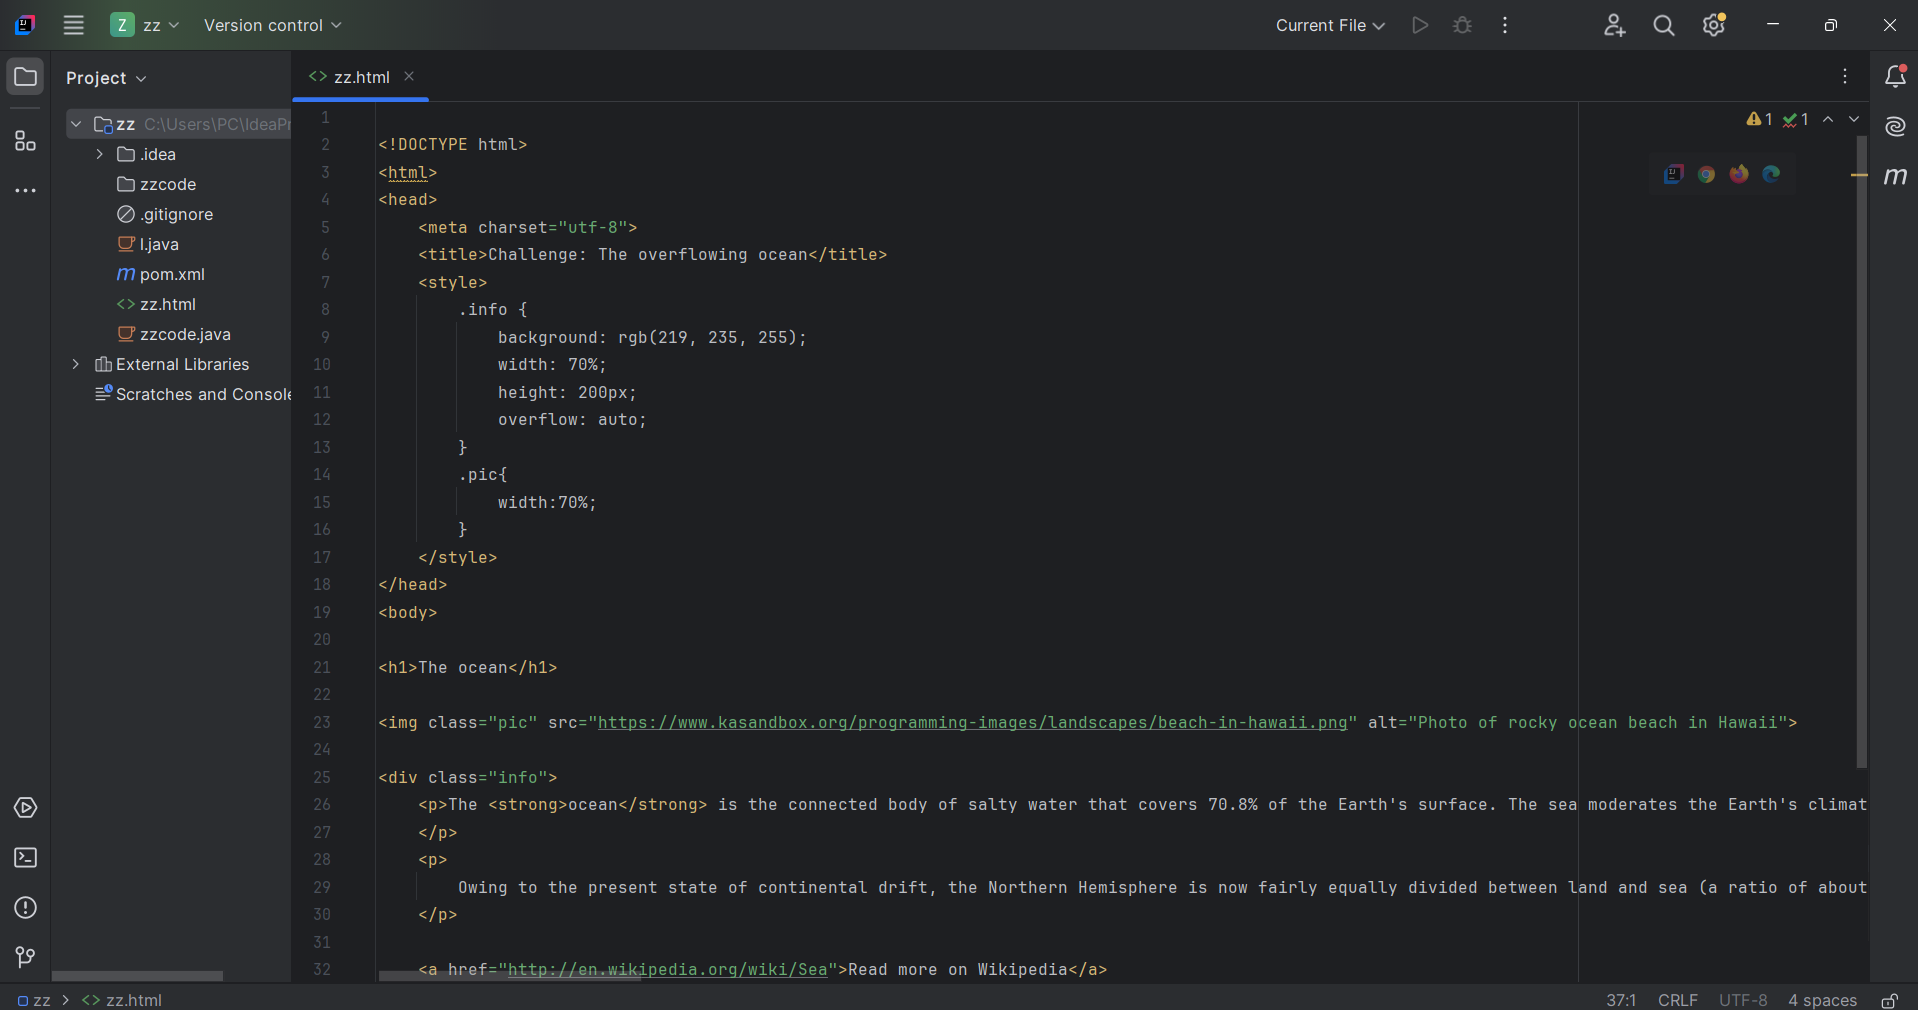 Z zz Version control Current File
Project
zz C:\Users\PC\IdeaPr
.idea
zzcode
.gitignore
I.java
m pom.xml
<> zz.html
zzcode.java
External Libraries
Scratches and Console
<> zz.html
1 1
m
1
2 <!DOCTYPE html>
3 <html>
4 <head>
5 <meta charset="utf-8">
6 <title>Challenge: The overflowing ocean</title>
7 <style>
8 .info {
9 background: rgb(219, 235, 255);
10 width: 70%;
11 height: 200px;
12 overflow: auto;
13 }
14 .pic{
15 width:70%;
16 }
17 </style>
18 </head>
19 <body>
20
21 <h1>The ocean</h1>
22
23 <img class="pic" src="https://www.kasandbox.org/programming-images/landscapes/beach-in-hawaii.png" alt="Photo of rocky ocean beach in Hawaii">
24
25 <div class="info">
26 <p>The <strong>ocean</strong> is the connected body of salty water that covers 70.8% of the Earth's surface. The sea moderates the Earth's climat
27 </p>
28 <p>
29 Owing to the present state of continental drift, the Northern Hemisphere is now fairly equally divided between land and sea (a ratio of about
30 </p>
31
32 <a href="http://en.wikipedia.org/wiki/Sea">Read more on Wikipedia</a>
zz > <> zz.html 37:1 CRLF UTF-8 4 spaces